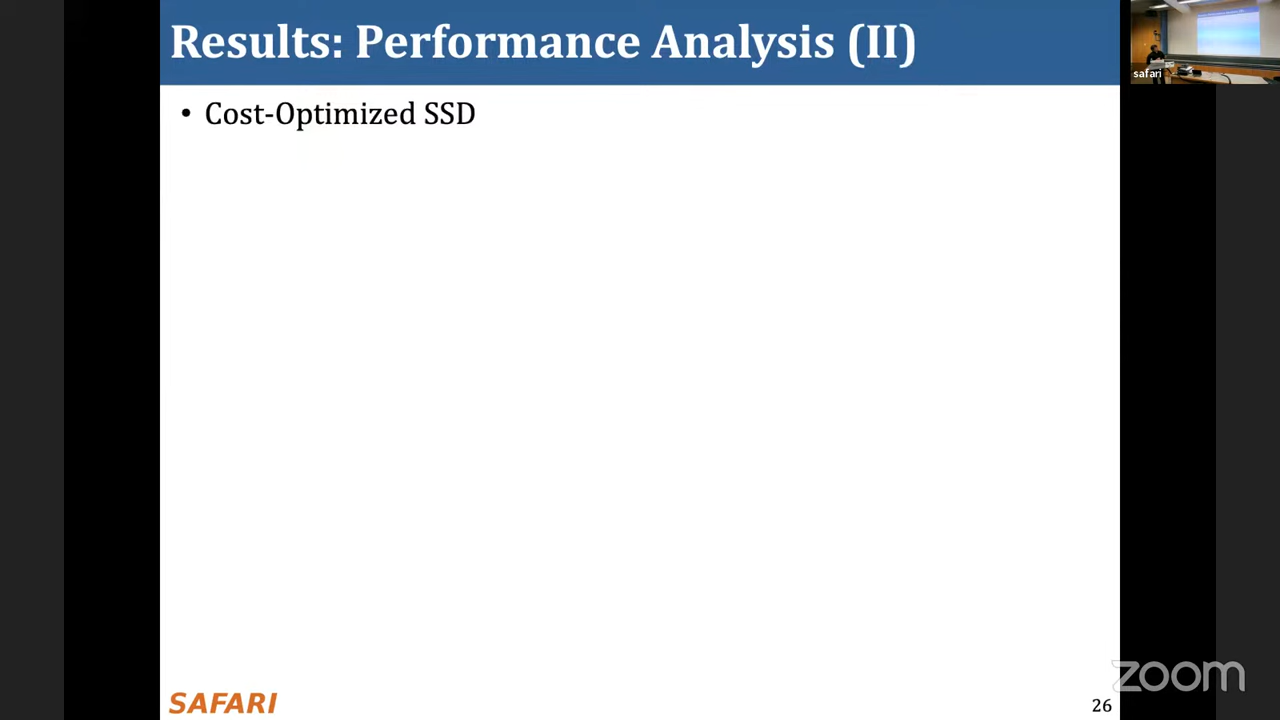 Results: Performance Analysis (II)
safari
• Cost-Optimized SSD
SAFARI
26
zoom